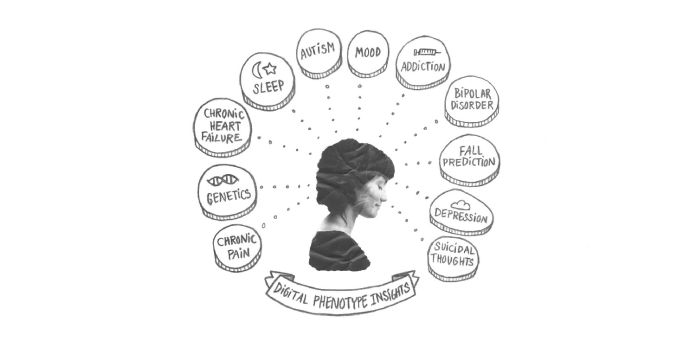 AUTISM
MOOD
ADDICTION
SLEEP
BIPOLAR
DISORDER
CHRONIC
HEART
FAILURE
FALL
PREDICTION
GENETICS
DEPRESSION
CHRONIC
PAIN
SUICIDAL
THOUGHTS
DIGITAL PHENOTYPE INSIGHTS